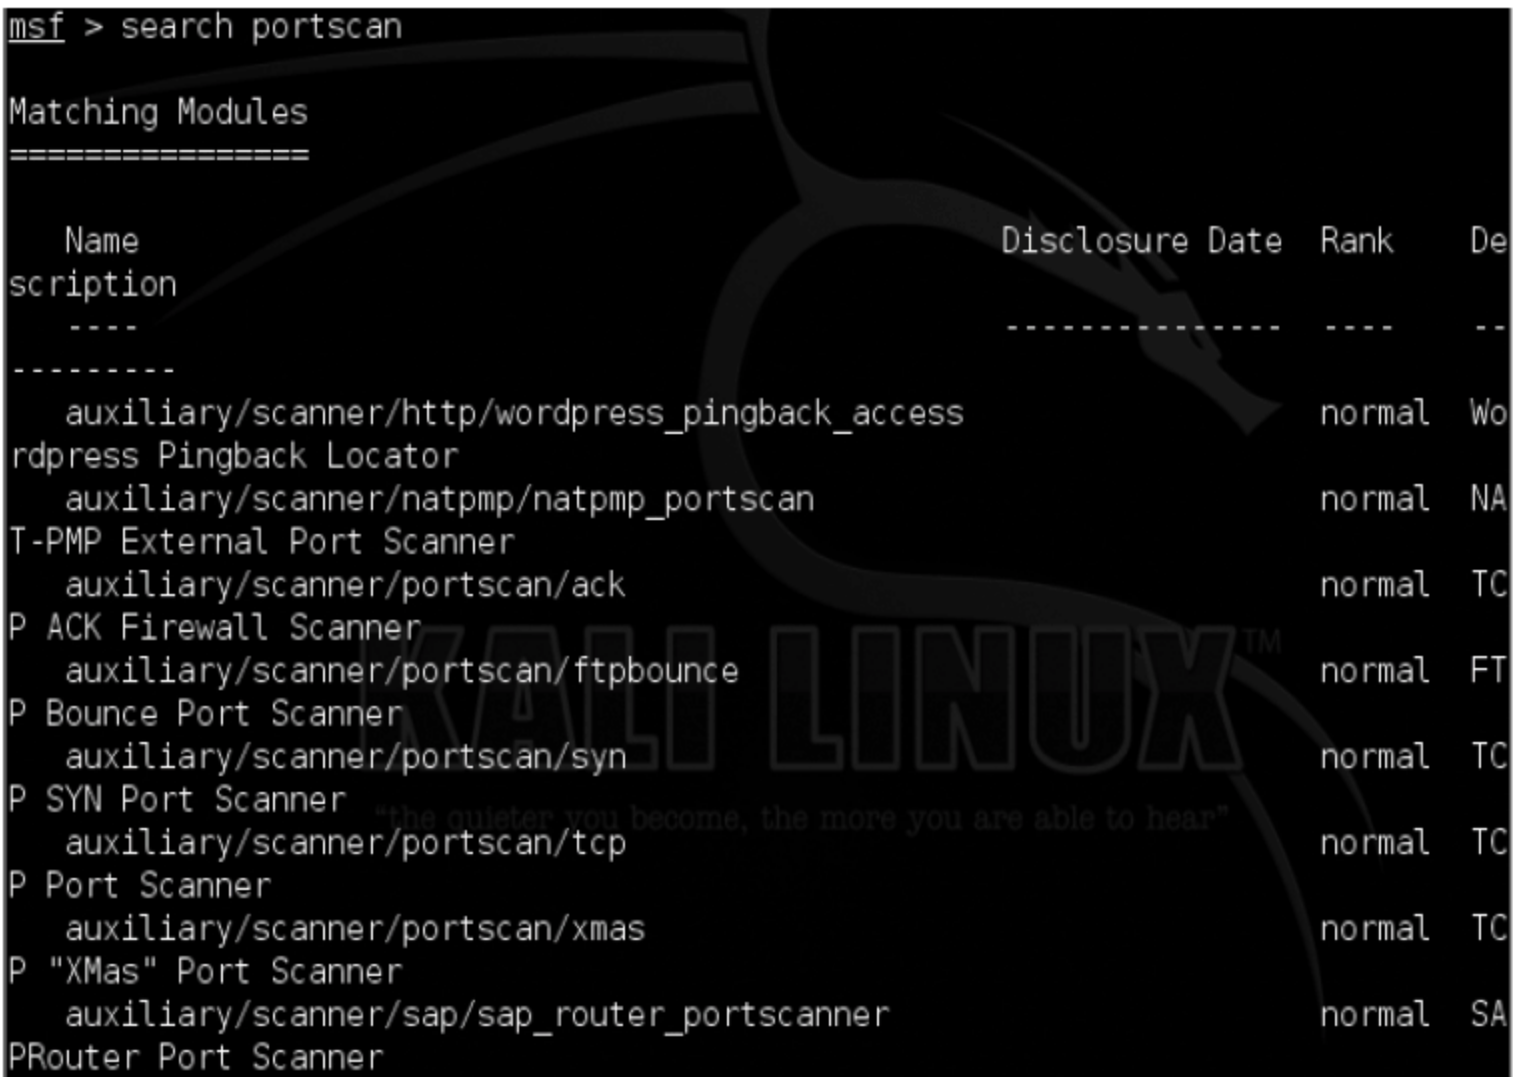 msf > search portscan
Matching Modules
================
Name Disclosure Date Rank De
scription
---- --------------- ---- --
---------
auxiliary/scanner/http/wordpress_pingback_access normal Wo
rdpress Pingback Locator
auxiliary/scanner/natpmp/natpmp_portscan normal NA
T-PMP External Port Scanner
auxiliary/scanner/portscan/ack normal TC
P ACK Firewall Scanner
auxiliary/scanner/portscan/ftpbounce normal FT
P Bounce Port Scanner
auxiliary/scanner/portscan/syn normal TC
P SYN Port Scanner
auxiliary/scanner/portscan/tcp normal TC
P Port Scanner
auxiliary/scanner/portscan/xmas normal TC
P "XMas" Port Scanner
auxiliary/scanner/sap/sap_router_portscanner normal SA
PRouter Port Scanner
KALI LINUX™
“the quieter you become, the more you are able to hear”